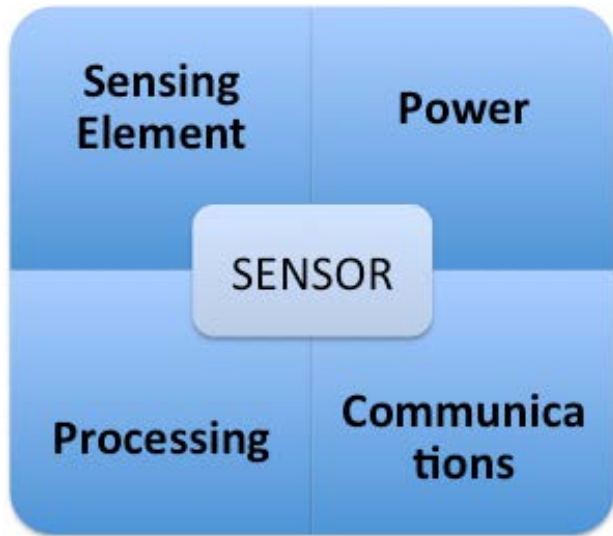 Sensing
Element
Power
SENSOR
Processing
Communica
tions